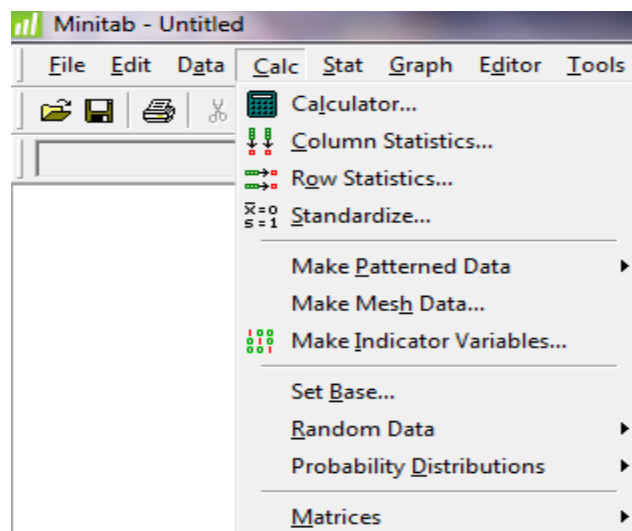 Minitab - Untitled
File Edit Data Calc Stat Graph Editor Tools
Calculator...
Column Statistics...
Row Statistics...
x̄=0
s=1 Standardize...
Make Patterned Data
Make Mesh Data...
Make Indicator Variables...
Set Base...
Random Data
Probability Distributions
Matrices